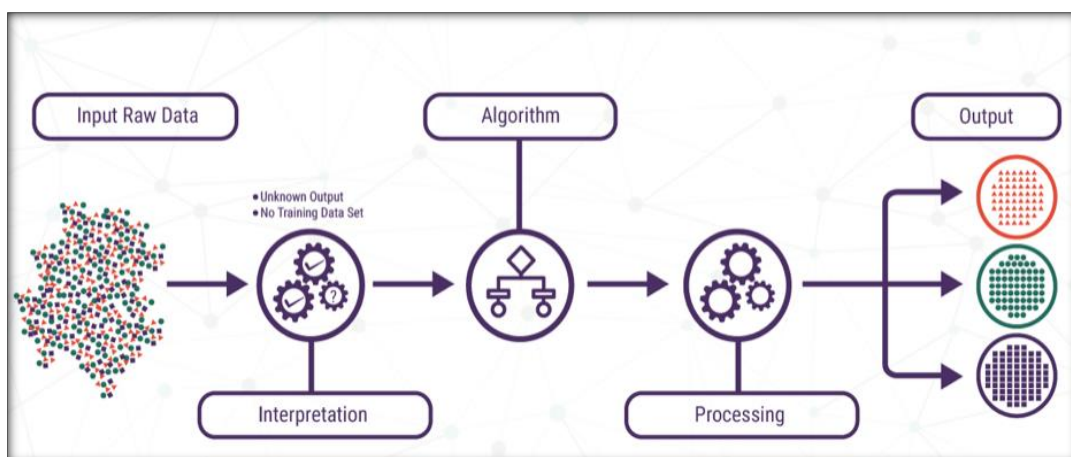 Input Raw Data
Algorithm
Output
• Unknown Output
• No Training Data Set
?
Interpretation
Processing